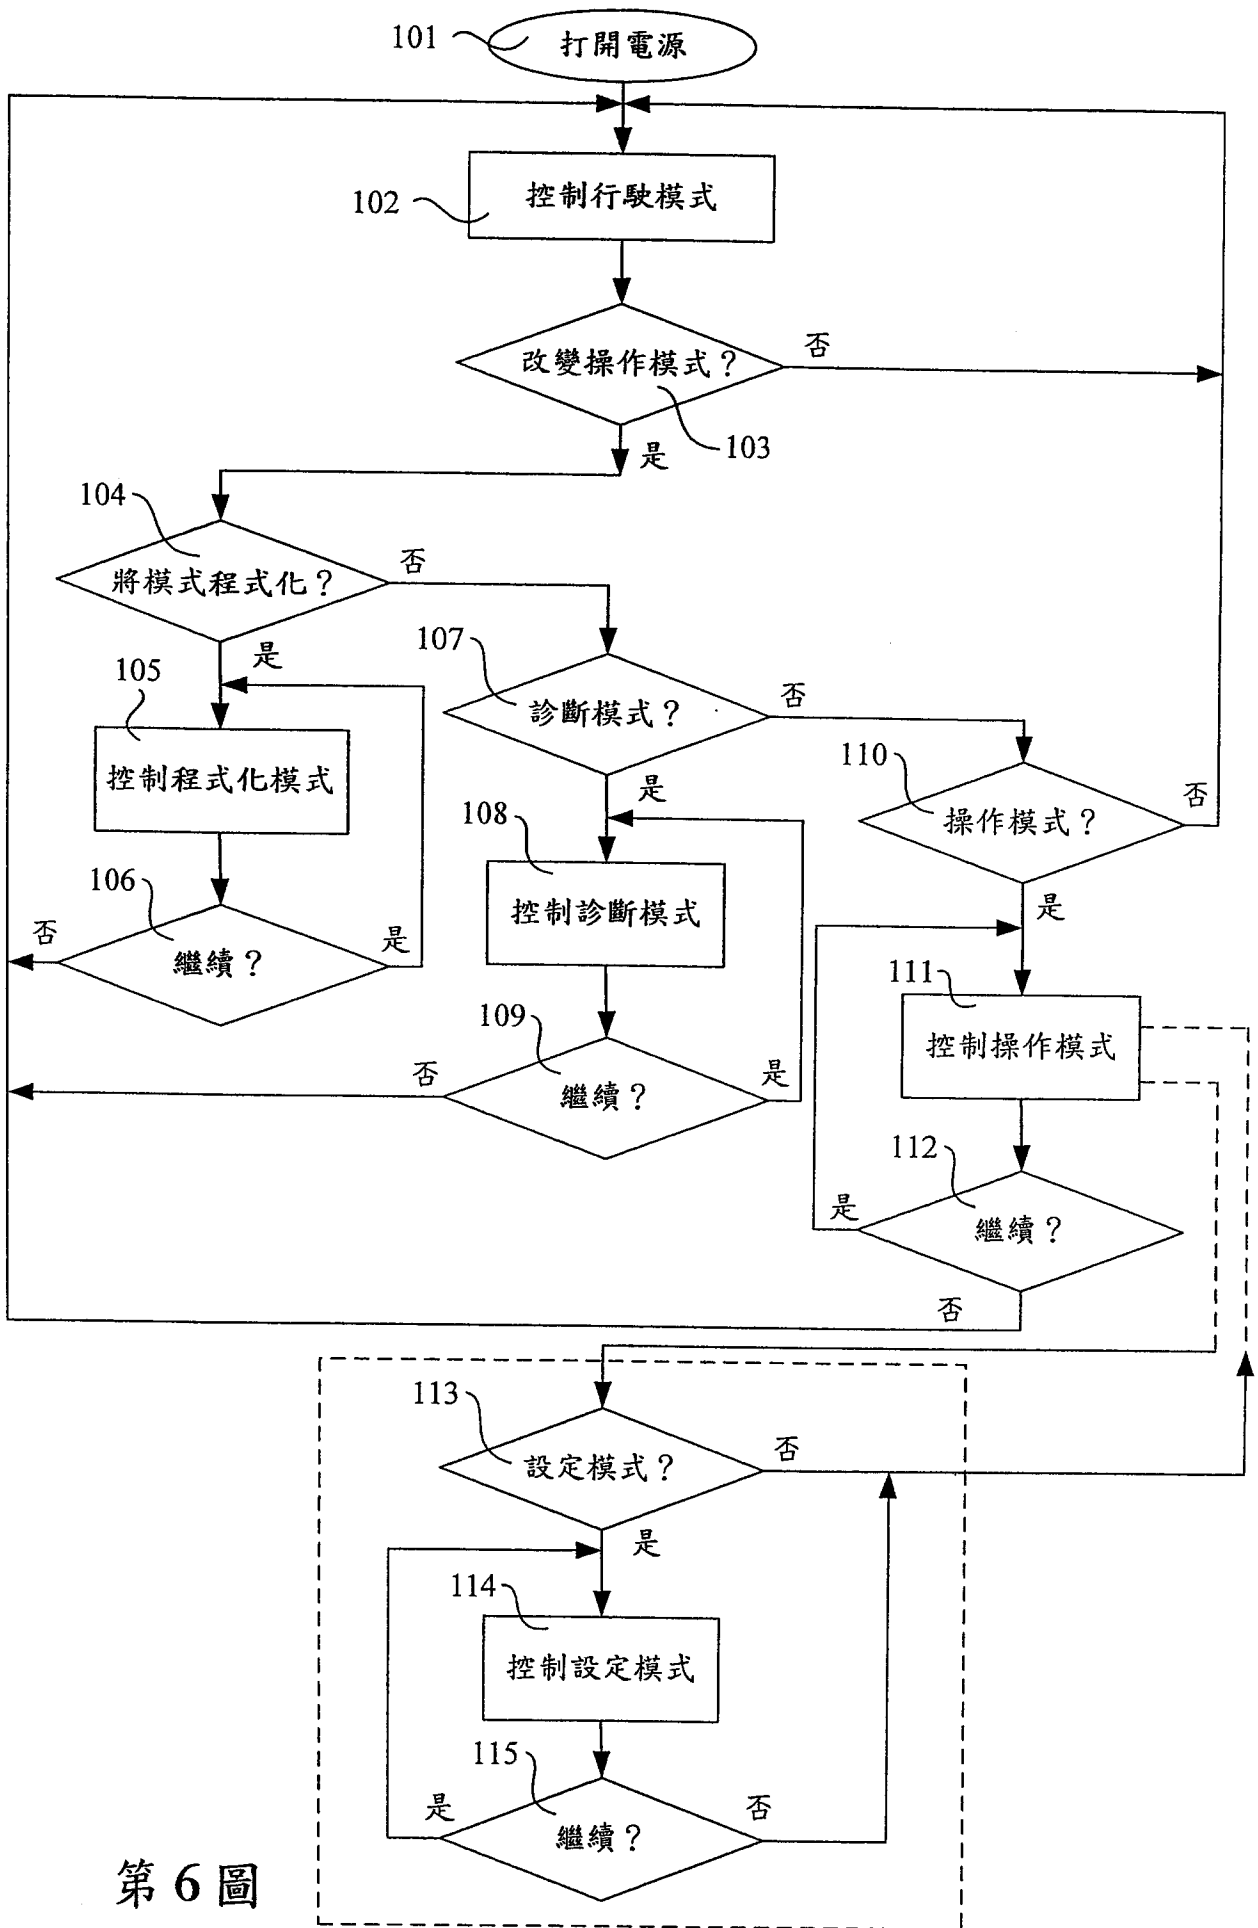 101
打開電源
102
控制行駛模式
改變操作模式？
否
103
是
104
將模式程式化？
否
是
105
控制程式化模式
106
繼續？
否
是
107
診斷模式？
否
是
108
控制診斷模式
109
繼續？
否
是
110
操作模式？
否
是
111
控制操作模式
112
繼續？
是
否
113
設定模式？
否
是
114
控制設定模式
115
繼續？
是
否
第6圖